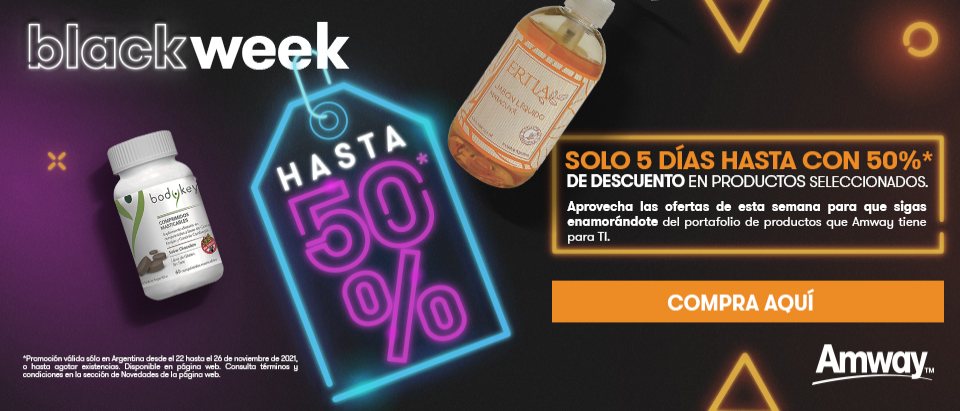 blackweek
HASTA
50%*
bodykey
COMPRIMIDOS
MASTICABLES
Sabor Chocolate
ERTIA
JABÓN LÍQUIDO
SOLO 5 DÍAS HASTA CON 50%*
DE DESCUENTO EN PRODUCTOS SELECCIONADOS.
Aprovecha las ofertas de esta semana para que sigas
enamorándote del portafolio de productos que Amway tiene
para TI.
COMPRA AQUÍ
*Promoción válida sólo en Argentina desde el 22 hasta el 26 de noviembre de 2021,
o hasta agotar existencias. Disponible en página web. Consulta términos y
condiciones en la sección de Novedades de la página web.
Amway™